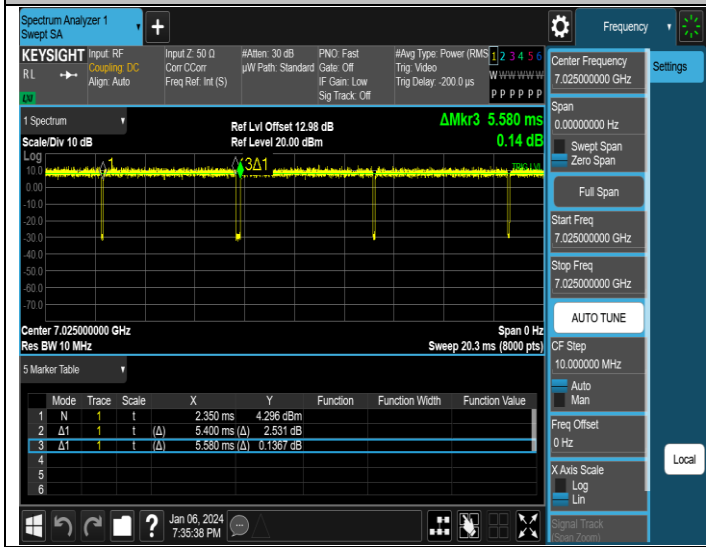 Spectrum Analyzer 1
Swept SA
+
Frequency
KEYSIGHT
RL
LXI
Input: RF
Coupling: DC
Align: Auto
Input Z: 50 Ω
Corr CCorr
Freq Ref: Int (S)
#Atten: 30 dB
µW Path: Standard
PNO: Fast
Gate: Off
IF Gain: Low
Sig Track: Off
#Avg Type: Power (RMS
Trig: Video
Trig Delay: -200.0 µs
1 2 3 4 5 6
W W W W W W
P P P P P P
1 Spectrum
Scale/Div 10 dB
Ref Lvl Offset 12.98 dB
Ref Level 20.00 dBm
ΔMkr3 5.580 ms
0.14 dB
Log
10.0
0.00
-10.0
-20.0
-30.0
-40.0
-50.0
-60.0
-70.0
1
3Δ1
TRIG LVL
Center 7.025000000 GHz
Res BW 10 MHz
Span 0 Hz
Sweep 20.3 ms (8000 pts)
5 Marker Table
Mode Trace Scale X Y Function Function Width Function Value
1 N 1 t 2.350 ms 4.296 dBm
2 Δ1 1 t (Δ) 5.400 ms (Δ) 2.531 dB
3 Δ1 1 t (Δ) 5.580 ms (Δ) 0.1367 dB
4
5
6
?
Jan 06, 2024
7:35:38 PM
Center Frequency
7.025000000 GHz
Span
0.00000000 Hz
Swept Span
Zero Span
Full Span
Start Freq
7.025000000 GHz
Stop Freq
7.025000000 GHz
AUTO TUNE
CF Step
10.000000 MHz
Auto
Man
Freq Offset
0 Hz
X Axis Scale
Log
Lin
Signal Track
(Span Zoom)
Settings
Local